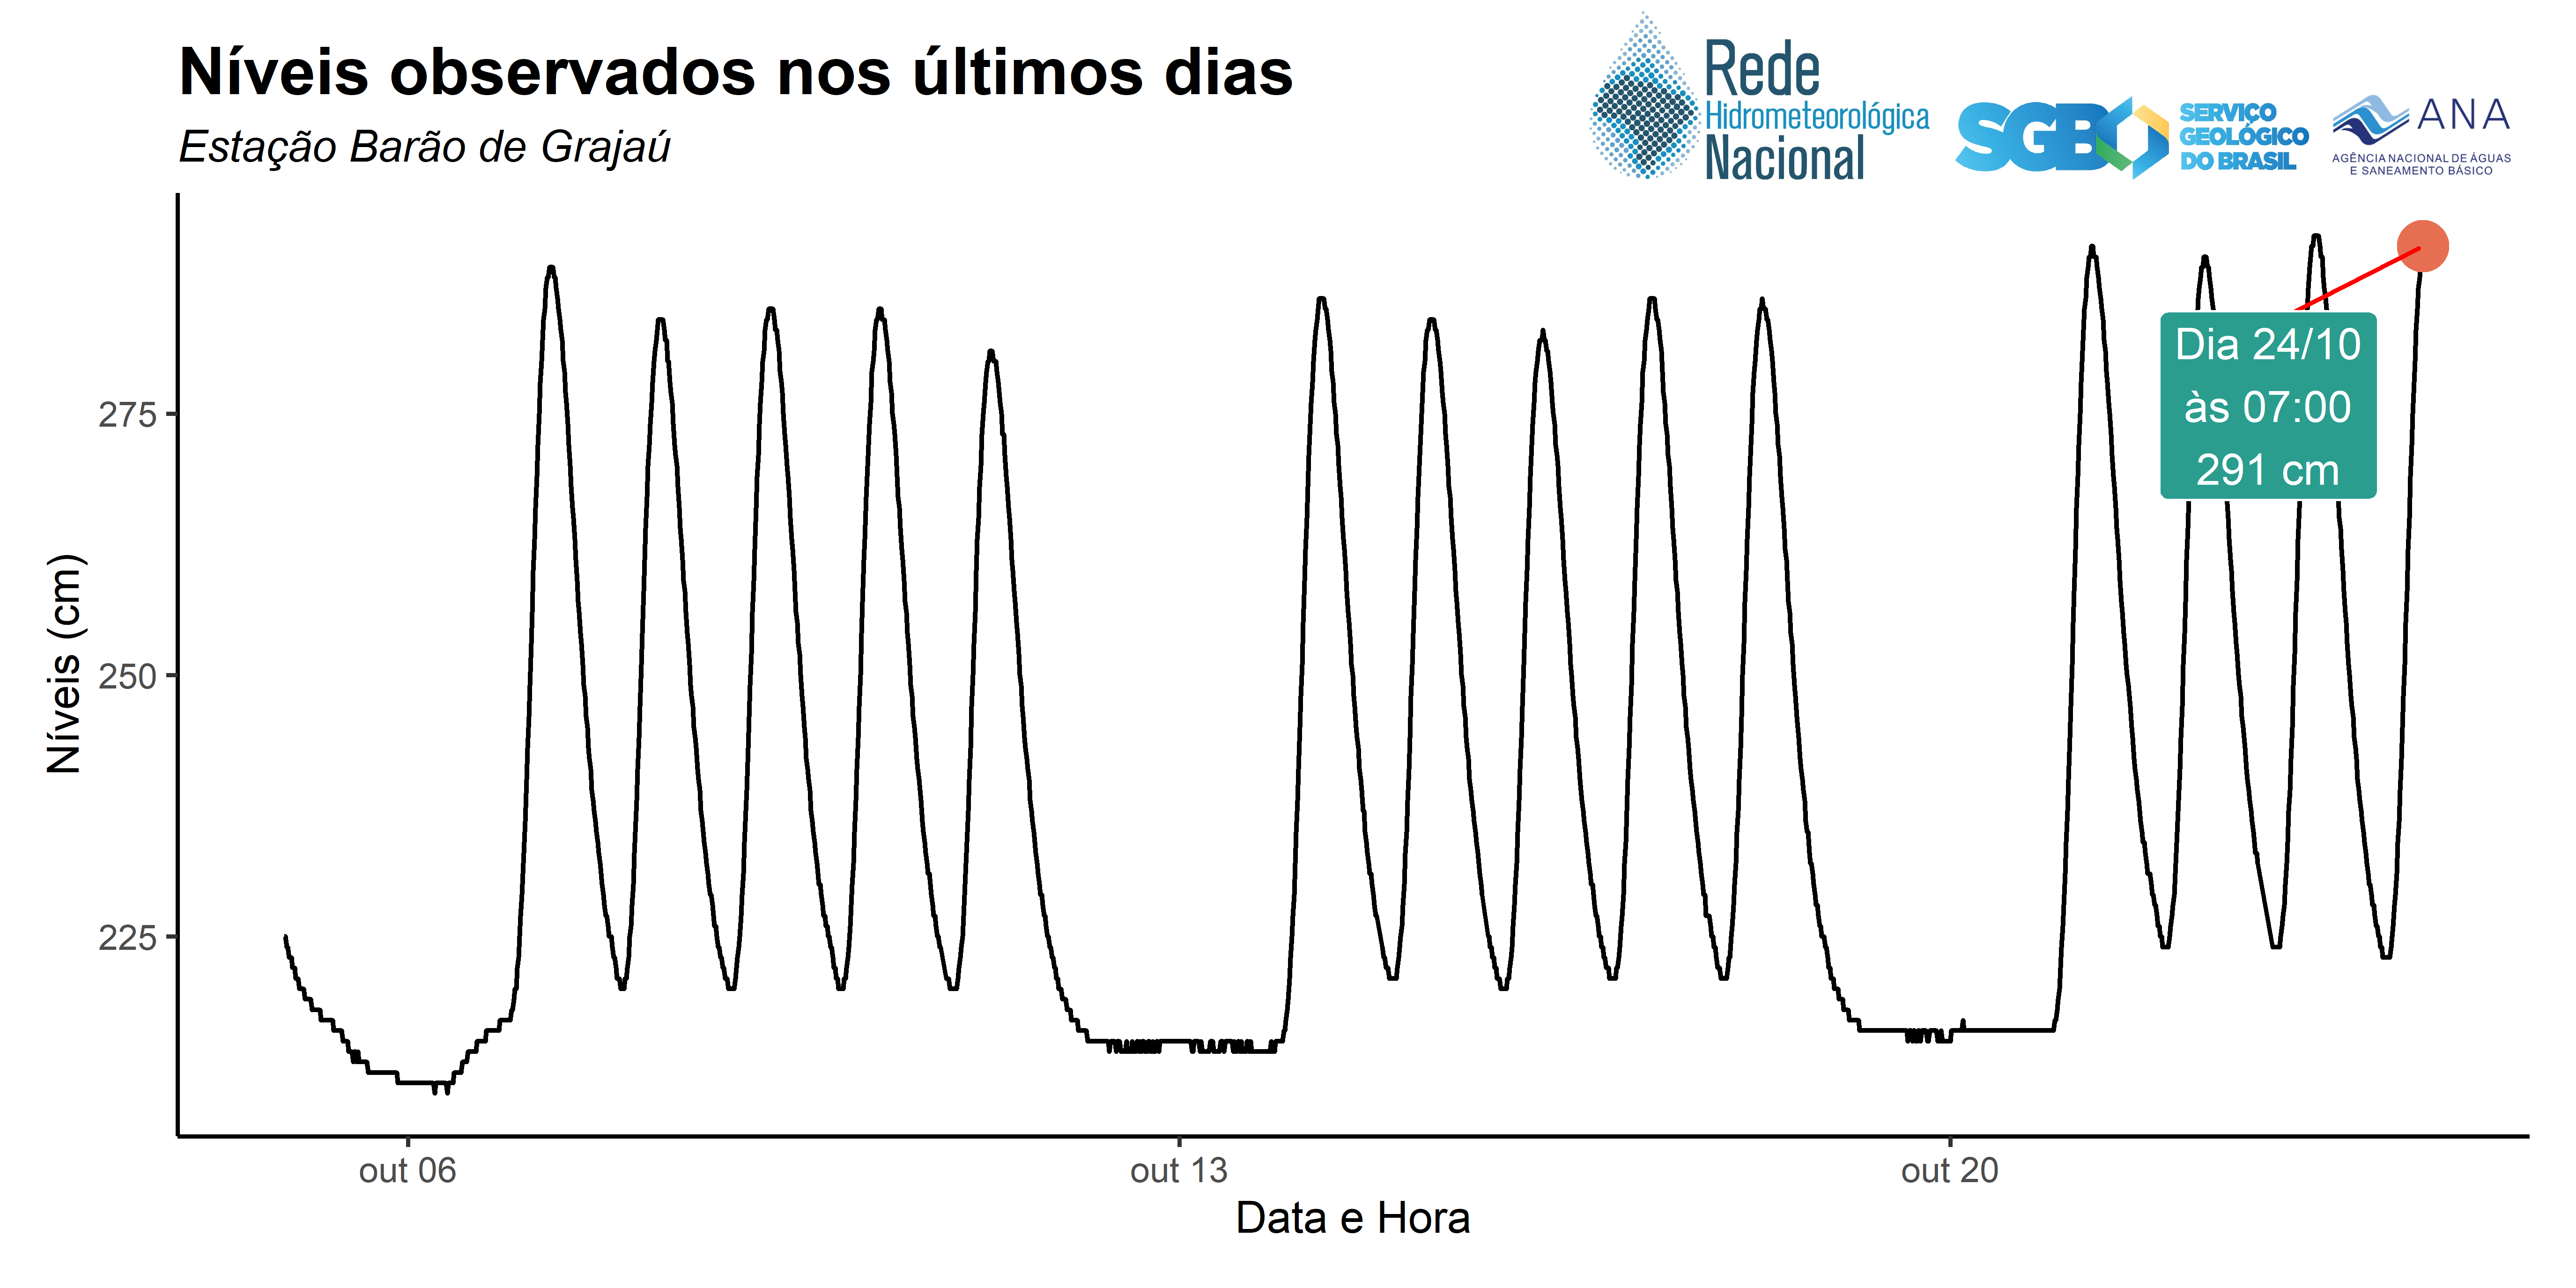 Níveis observados nos últimos dias
Estação Barão de Grajaú
Rede
Hidrometeorológica
Nacional
SGB
SERVIÇO
GEOLÓGICO
DO BRASIL
ANA
AGÊNCIA NACIONAL DE ÁGUAS
E SANEAMENTO BÁSICO
Níveis (cm)
275
250
225
Dia 24/10
às 07:00
291 cm
out 06
out 13
out 20
Data e Hora